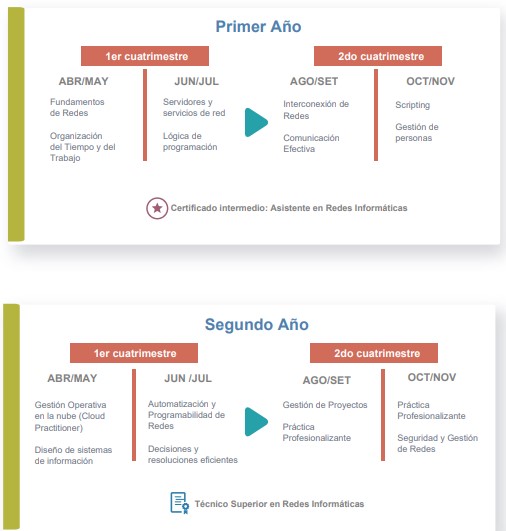 Primer Año
1er cuatrimestre
2do cuatrimestre
ABR/MAY
JUN/JUL
AGO/SET
OCT/NOV
Fundamentos
de Redes
Organización
del Tiempo y del
Trabajo
Servidores y
servicios de red
Lógica de
programación
Interconexión de
Redes
Comunicación
Efectiva
Scripting
Gestión de
personas
Certificado intermedio: Asistente en Redes Informáticas
Segundo Año
1er cuatrimestre
2do cuatrimestre
ABR/MAY
JUN /JUL
AGO/SET
OCT/NOV
Gestión Operativa
en la nube (Cloud
Practitioner)
Diseño de sistemas
de información
Automatización y
Programabilidad de
Redes
Decisiones y
resoluciones eficientes
Gestión de Proyectos
Práctica
Profesionalizante
Práctica
Profesionalizante
Seguridad y Gestión
de Redes
Técnico Superior en Redes Informáticas